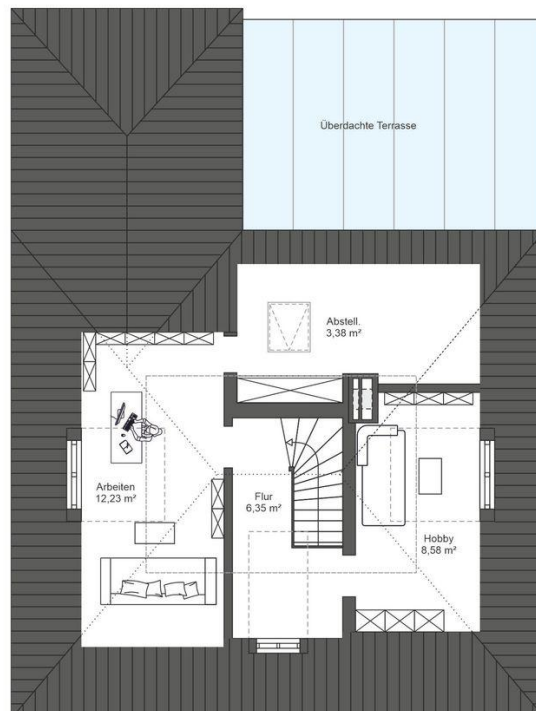 Überdachte Terrasse
Abstell.
3,38 m²
Arbeiten
12,23 m²
Flur
6,35 m²
Hobby
8,58 m²